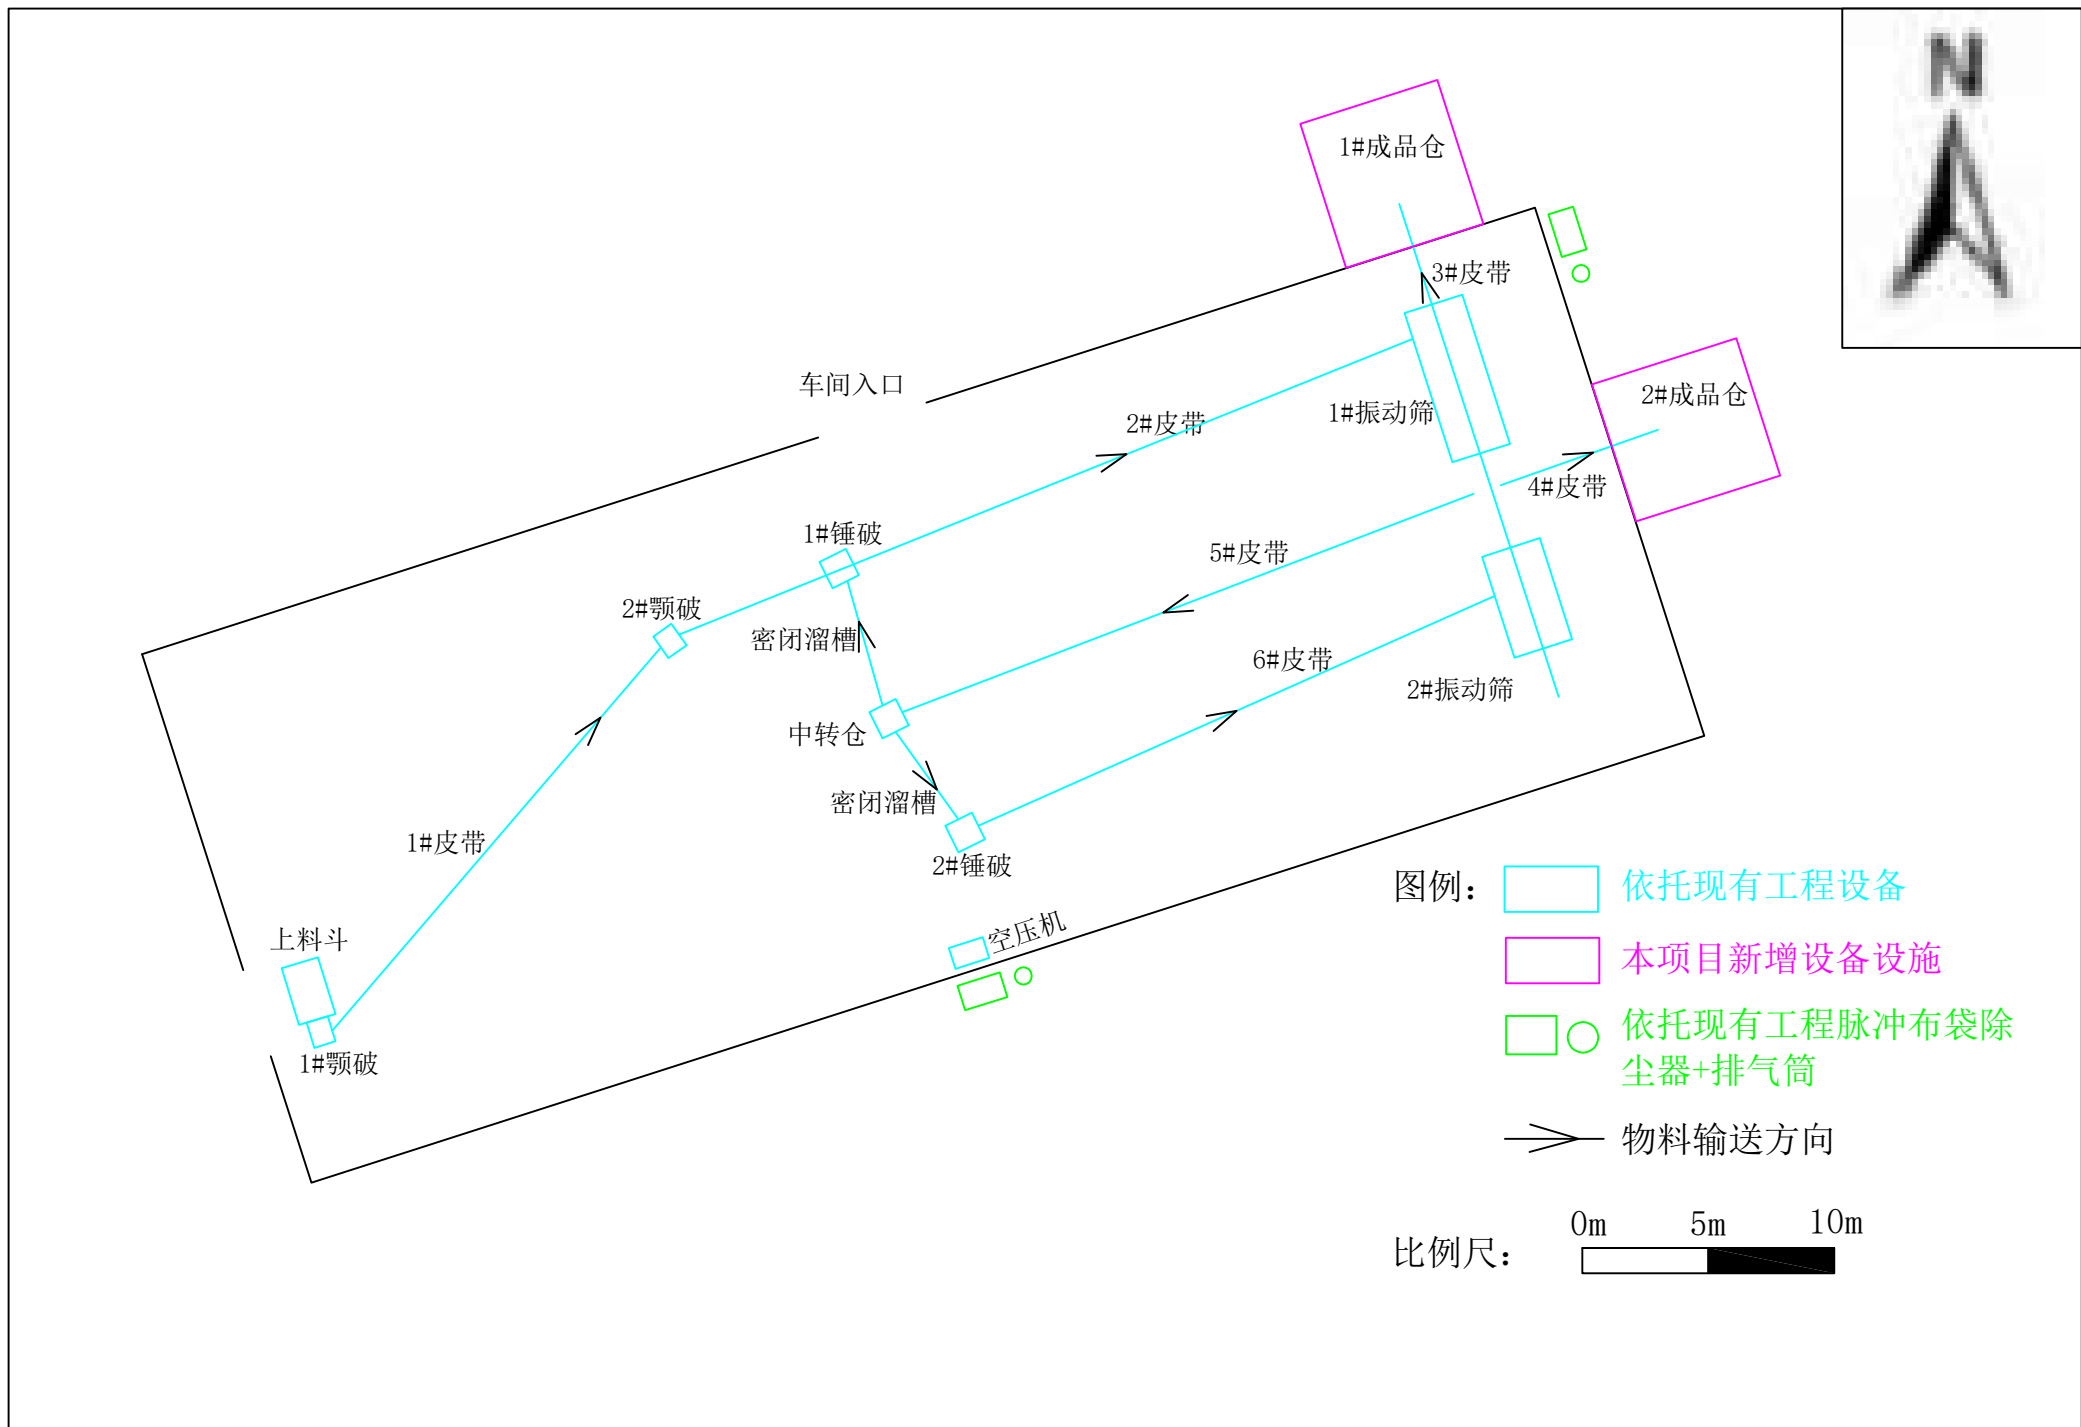 N
1#成品仓
3#皮带
车间入口
2#成品仓
1#振动筛
2#皮带
4#皮带
1#锤破
5#皮带
2#颚破
密闭溜槽
6#皮带
2#振动筛
中转仓
密闭溜槽
1#皮带
2#锤破
图例：
依托现有工程设备
空压机
上料斗
本项目新增设备设施
依托现有工程脉冲布袋除
尘器+排气筒
1#颚破
物料输送方向
0m 5m 10m
比例尺：